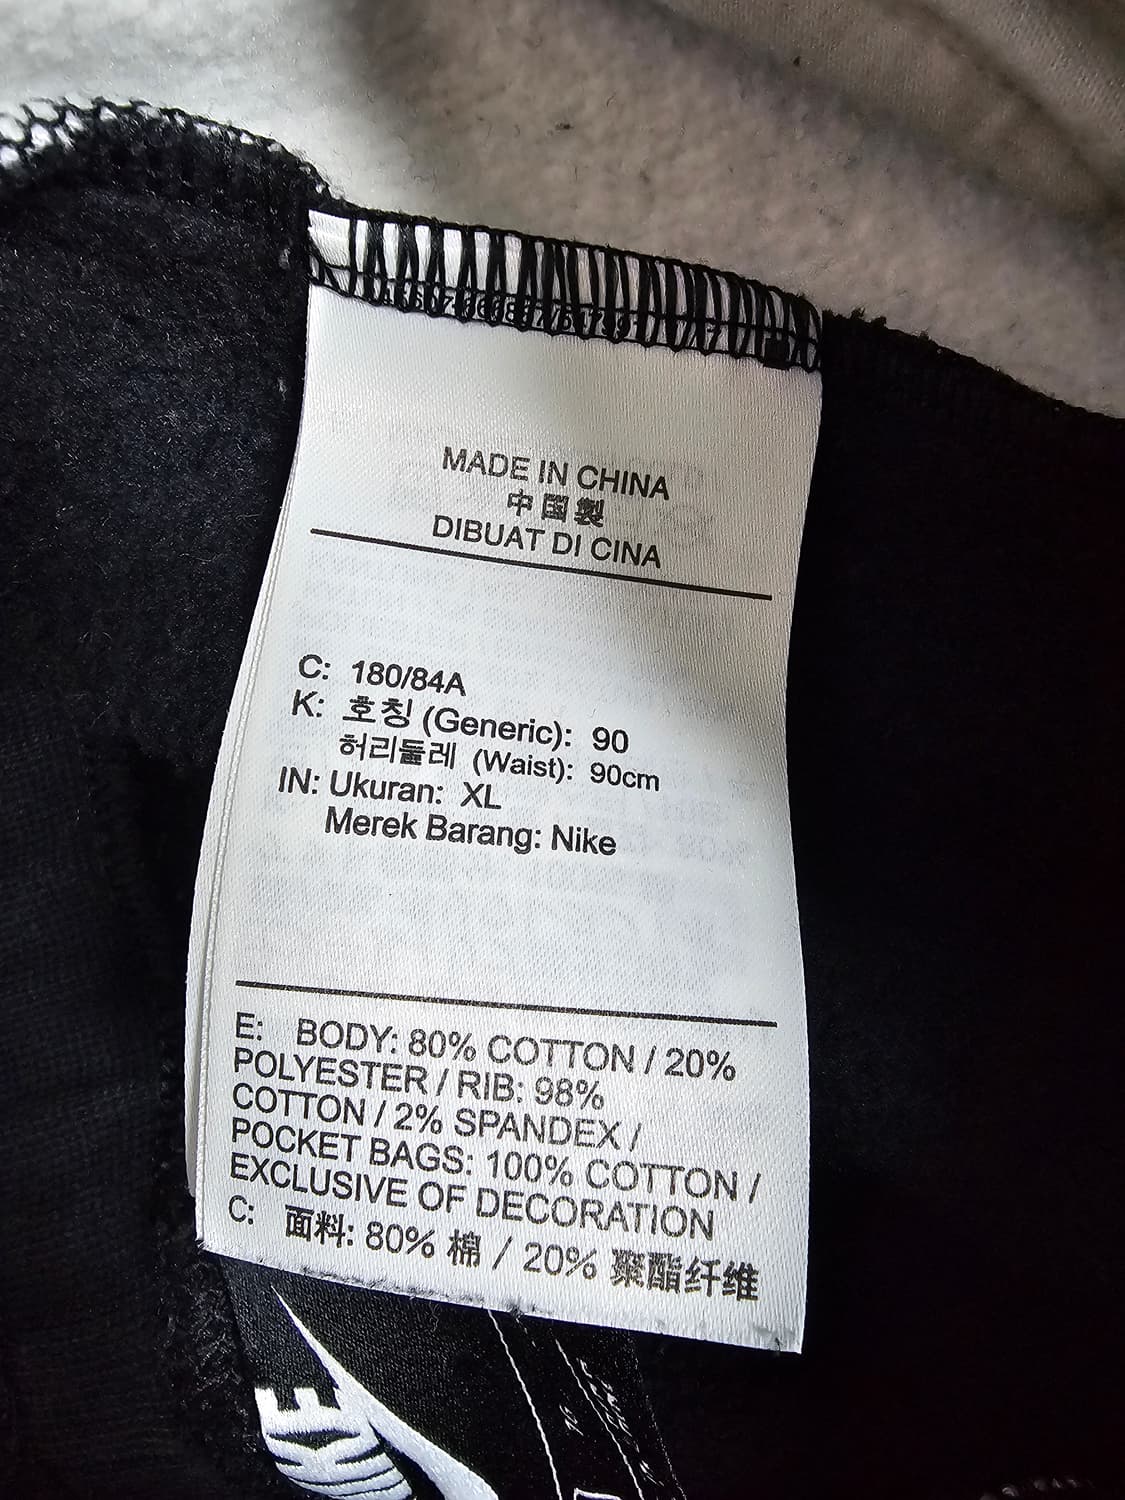 MADE IN CHINA
中国製
DIBUAT DI CINA
C: 180/84A
K: 호칭 (Generic): 90
허리둘레 (Waist): 90cm
IN: Ukuran: XL
Merek Barang: Nike
E: BODY: 80% COTTON / 20%
POLYESTER / RIB: 98%
COTTON / 2% SPANDEX /
POCKET BAGS: 100% COTTON /
EXCLUSIVE OF DECORATION
C: 面料: 80% 棉 / 20% 聚酯纤维